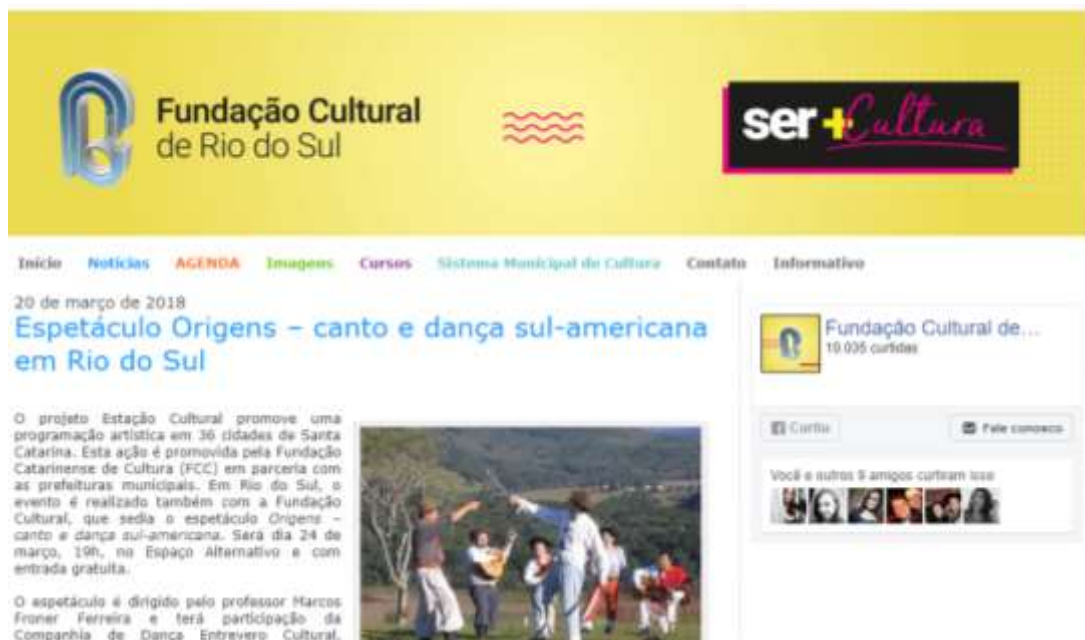 Fundação Cultural
de Rio do Sul
ser +Cultura
Início Notícias AGENDA Imagens Cursos Sistema Municipal de Cultura Contato Informativo
20 de março de 2018
Espetáculo Origens – canto e dança sul-americana
em Rio do Sul
O projeto Estação Cultural promove uma
programação artística em 36 cidades de Santa
Catarina. Esta ação é promovida pela Fundação
Catarinense de Cultura (FCC) em parceria com
as prefeituras municipais. Em Rio do Sul, o
evento é realizado também com a Fundação
Cultural, que sedia o espetáculo Origens –
canto e dança sul-americana. Será dia 24 de
março, 19h, no Espaço Alternativo e com
entrada gratuita.
O espetáculo é dirigido pelo professor Marcos
Froner Ferreira e terá participação da
Companhia de Dança Entrevero Cultural,
Fundação Cultural de...
10.035 curtidas
Curtiu
Fale conosco
Você e outros 9 amigos curtiram isso